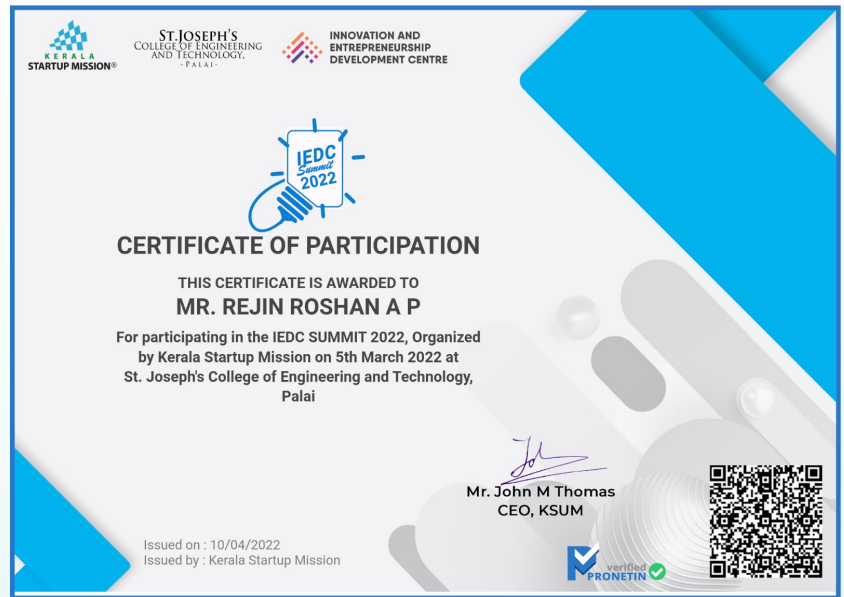 KERALA
STARTUP MISSION®
ST.JOSEPH'S
COLLEGE OF ENGINEERING
AND TECHNOLOGY,
- PALAI -
INNOVATION AND
ENTREPRENEURSHIP
DEVELOPMENT CENTRE
IEDC
Summit
2022
CERTIFICATE OF PARTICIPATION
THIS CERTIFICATE IS AWARDED TO
MR. REJIN ROSHAN A P
For participating in the IEDC SUMMIT 2022, Organized
by Kerala Startup Mission on 5th March 2022 at
St. Joseph's College of Engineering and Technology,
Palai
Mr. John M Thomas
CEO, KSUM
Issued on : 10/04/2022
Issued by : Kerala Startup Mission
verified
PRONETIN